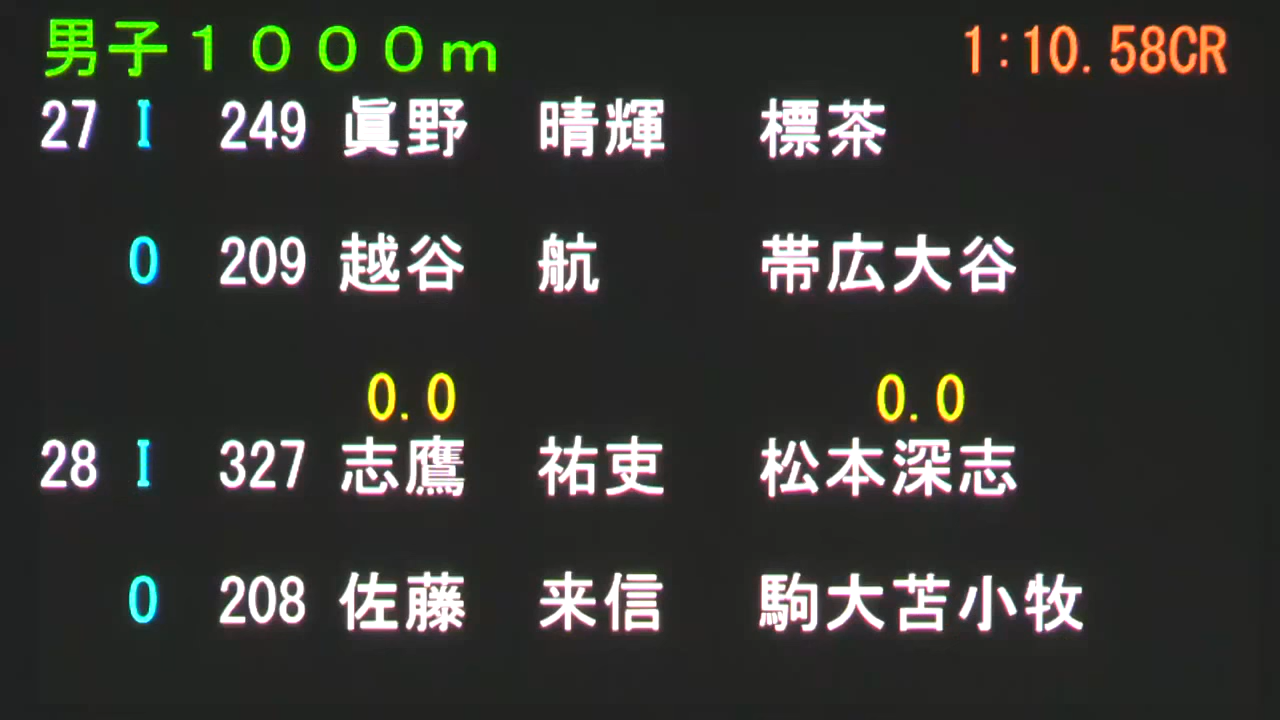 男子１０００ｍ 1:10.58CR
27 I 249 眞野 晴輝 標茶
O 209 越谷 航 帯広大谷
0.0 0.0
28 I 327 志鷹 祐吏 松本深志
O 208 佐藤 来信 駒大苫小牧